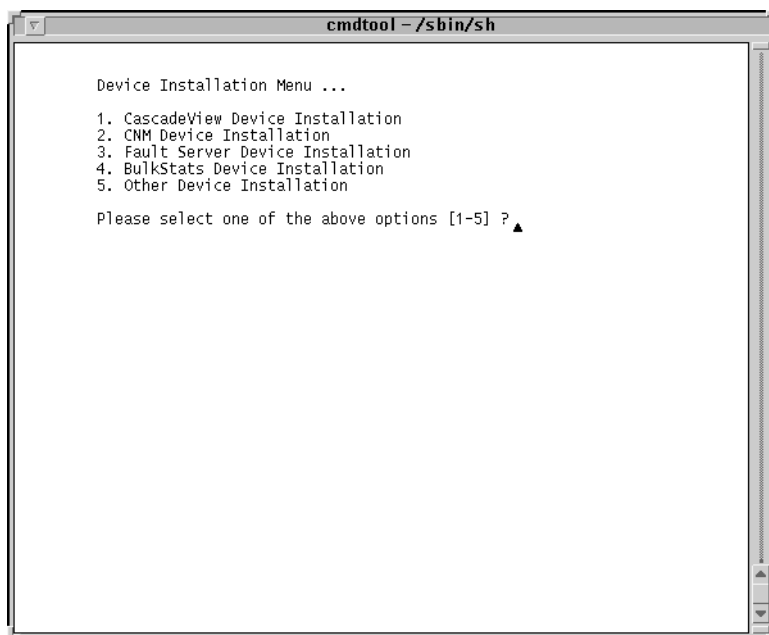 cmdtool - /sbin/sh
Device Installation Menu ...
1. CascadeView Device Installation
2. CNM Device Installation
3. Fault Server Device Installation
4. BulkStats Device Installation
5. Other Device Installation
Please select one of the above options [1-5] ?